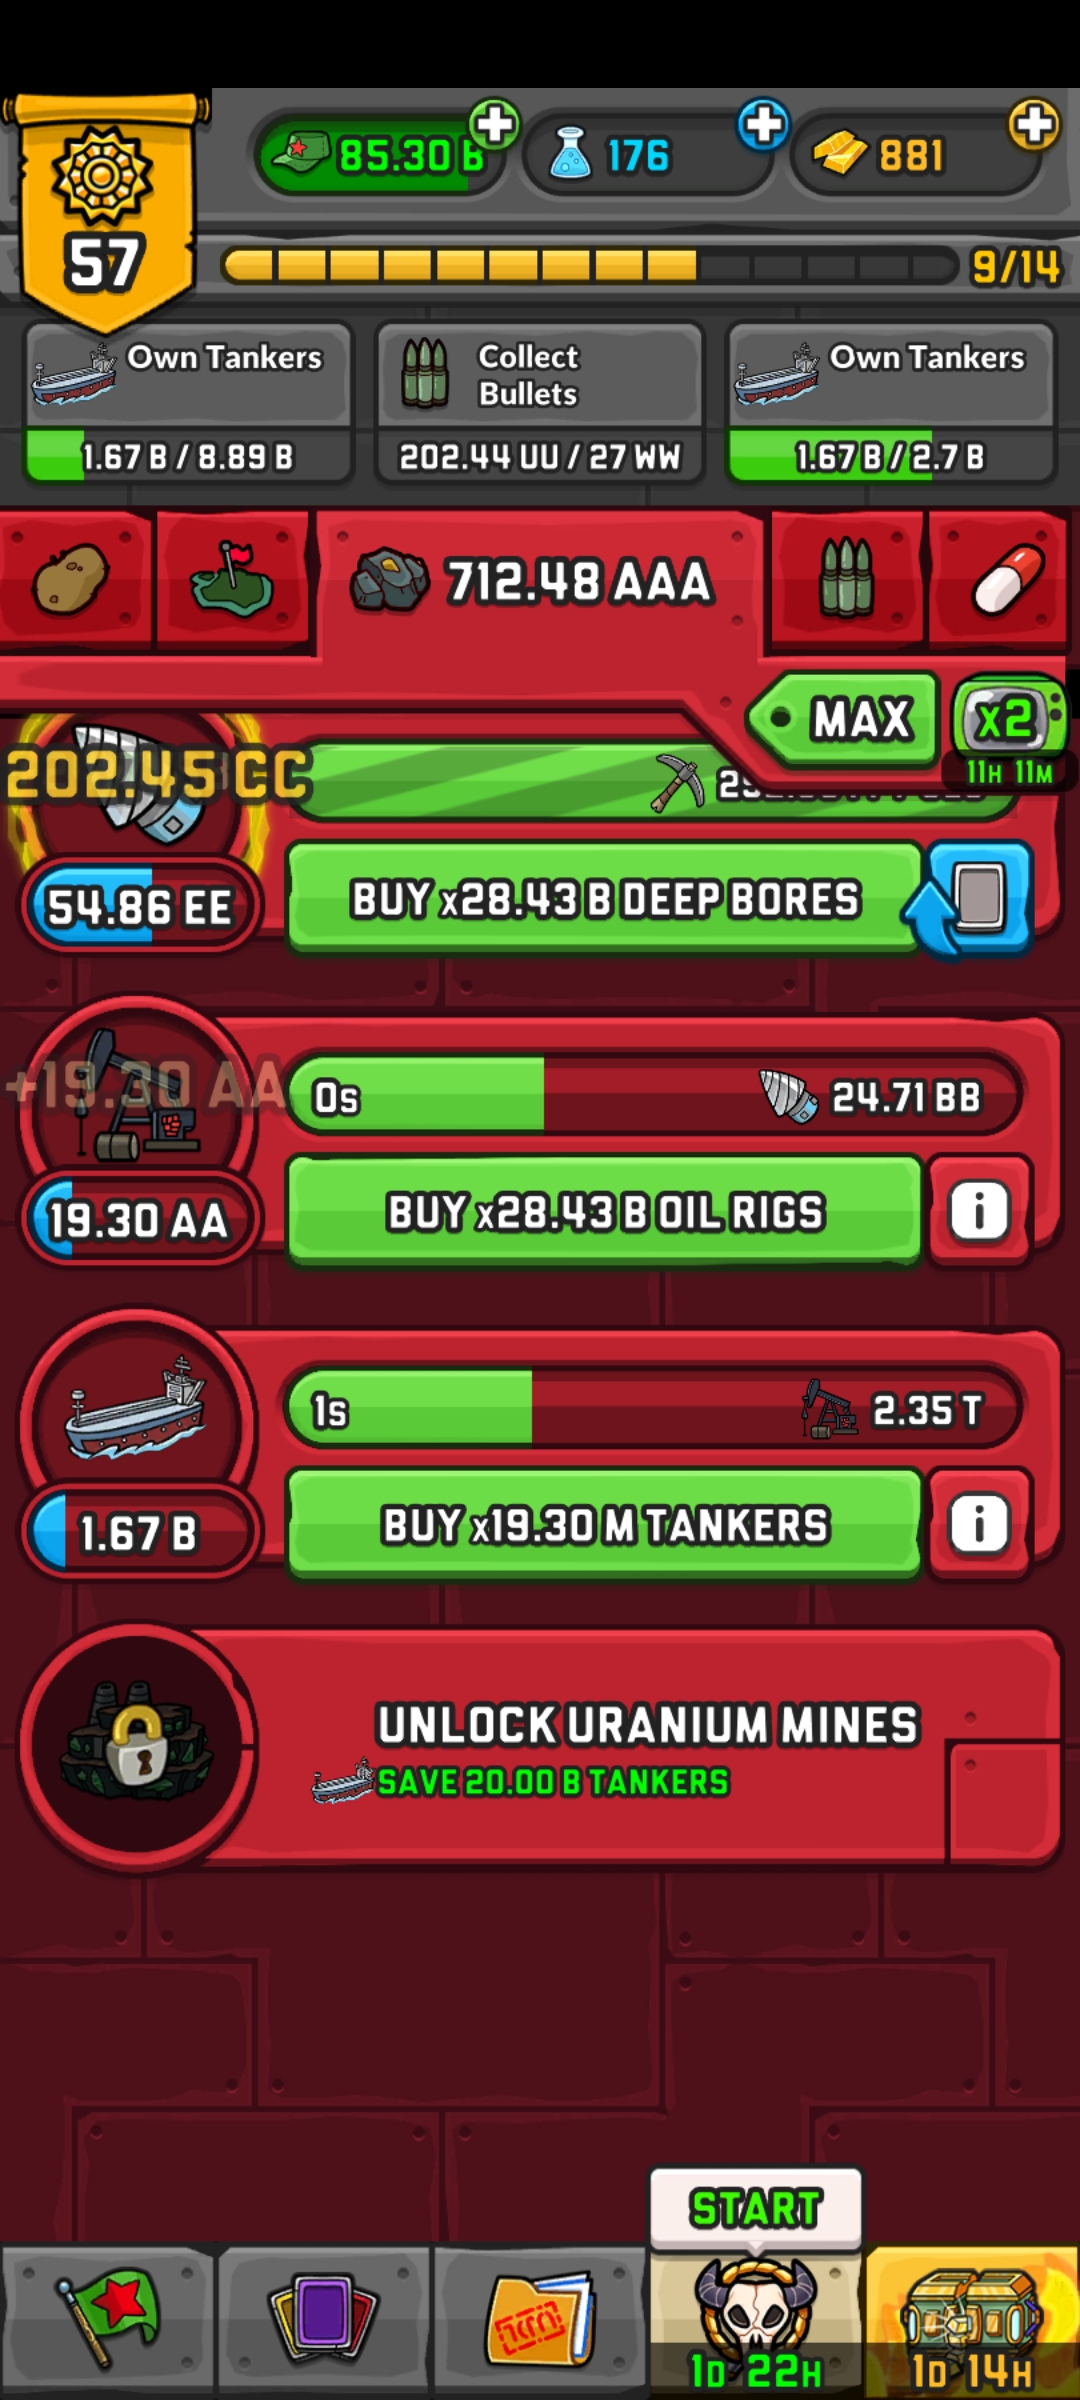 85.30 B
176
881
57
9/14
Own Tankers
1.67 B / 8.89 B
Collect
Bullets
202.44 UU / 27 WW
Own Tankers
1.67 B / 2.7 B
712.48 AAA
MAX
x2
11H 11M
202.45 CC
54.86 EE
BUY x28.43 B DEEP BORES
+19.30 AA
0s
24.71 BB
19.30 AA
BUY x28.43 B OIL RIGS
i
1s
2.35 T
1.67 B
BUY x19.30 M TANKERS
i
UNLOCK URANIUM MINES
SAVE 20.00 B TANKERS
START
1D 22H
1D 14H